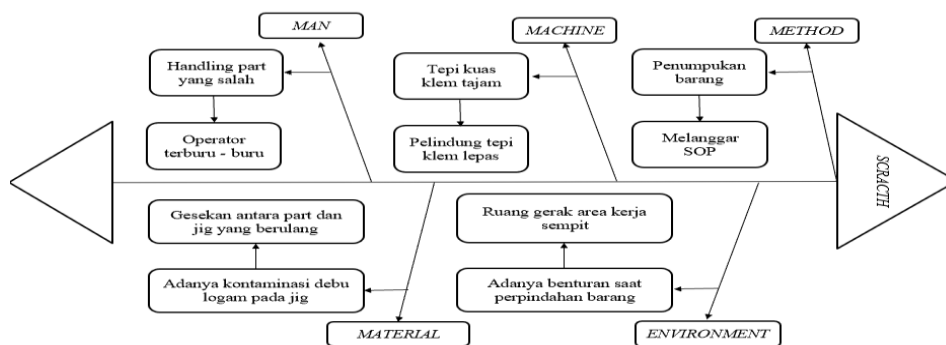 MAN
MACHINE
METHOD
Handling part
yang salah
Operator
terburu - buru
Tepi kuas
klem tajam
Pelindung tepi
klem lepas
Penumpukan
barang
Melanggar
SOP
SCRACTH
Gesekan antara part dan
jig yang berulang
Adanya kontaminasi debu
logam pada jig
Ruang gerak area kerja
sempit
Adanya benturan saat
perpindahan barang
MATERIAL
ENVIRONMENT